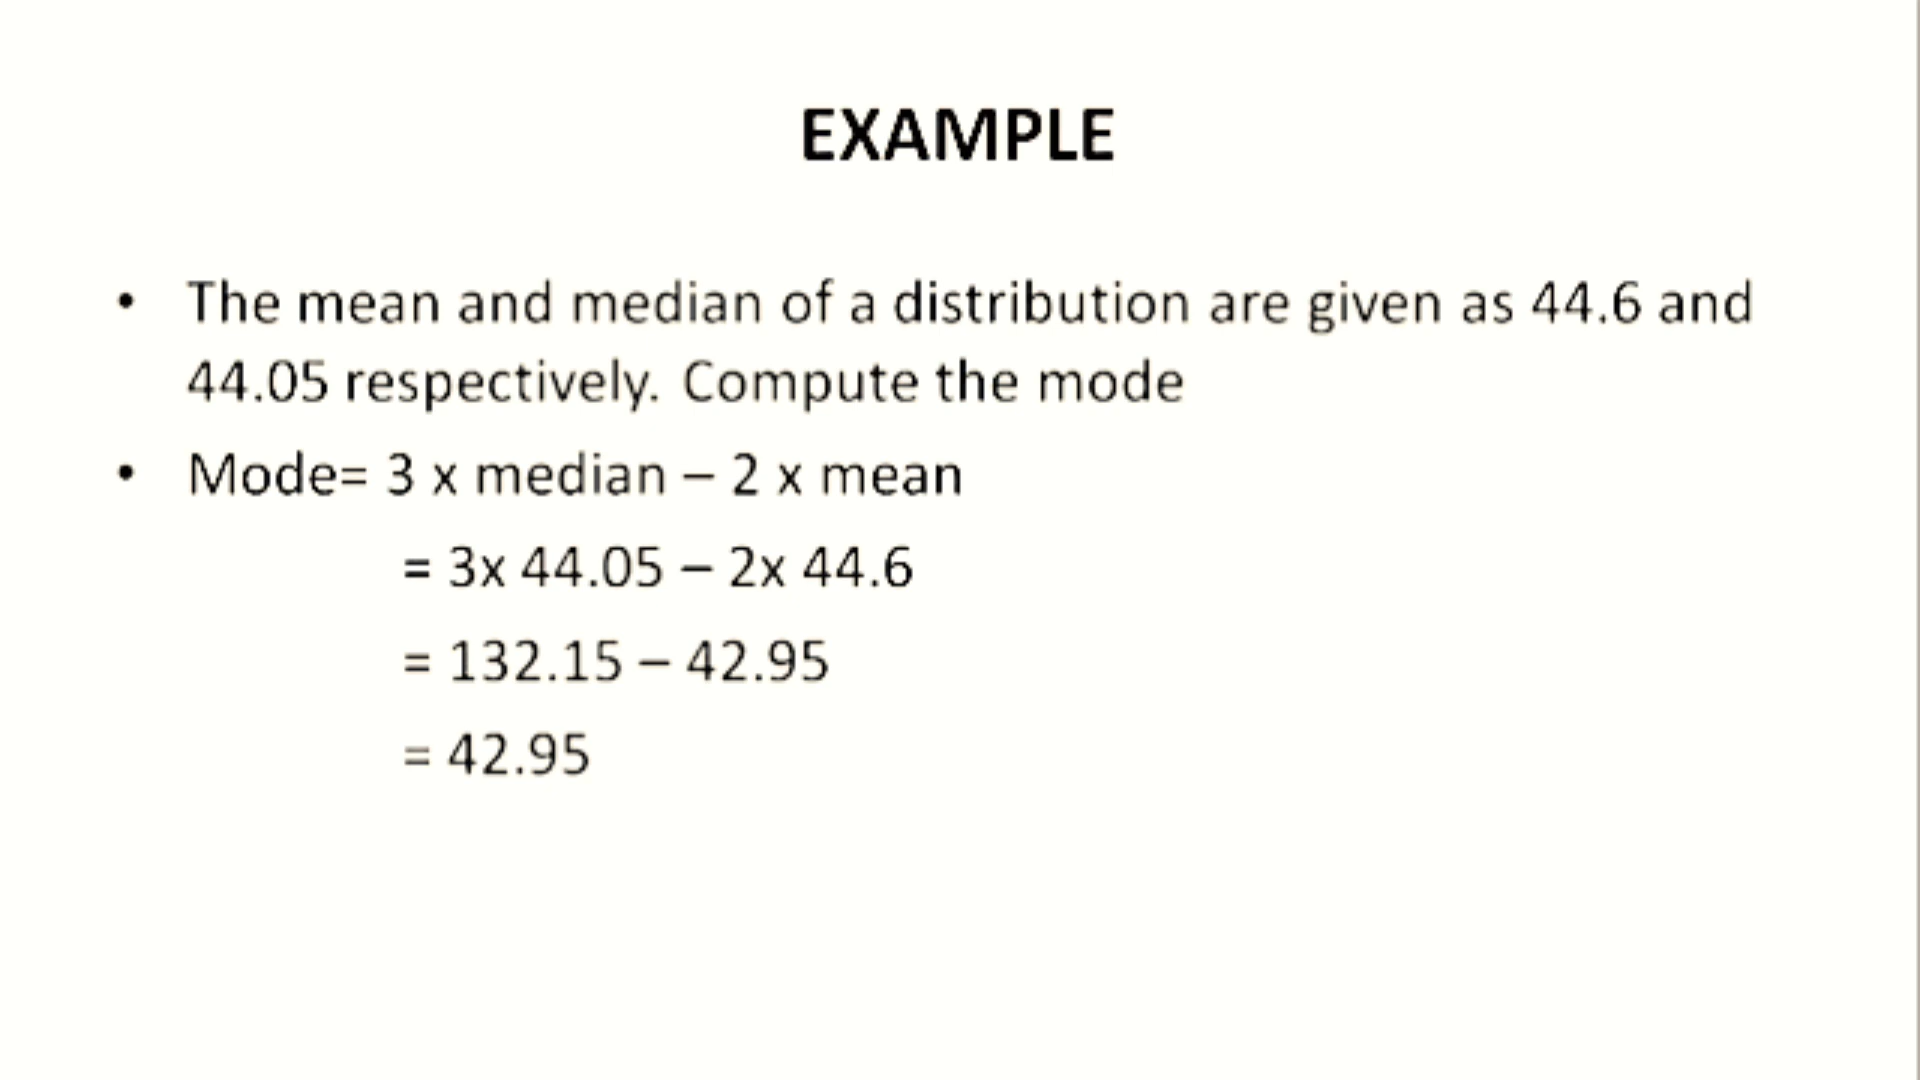 EXAMPLE
• The mean and median of a distribution are given as 44.6 and
44.05 respectively. Compute the mode
• Mode= 3 x median – 2 x mean
= 3x 44.05 – 2x 44.6
= 132.15 – 42.95
= 42.95